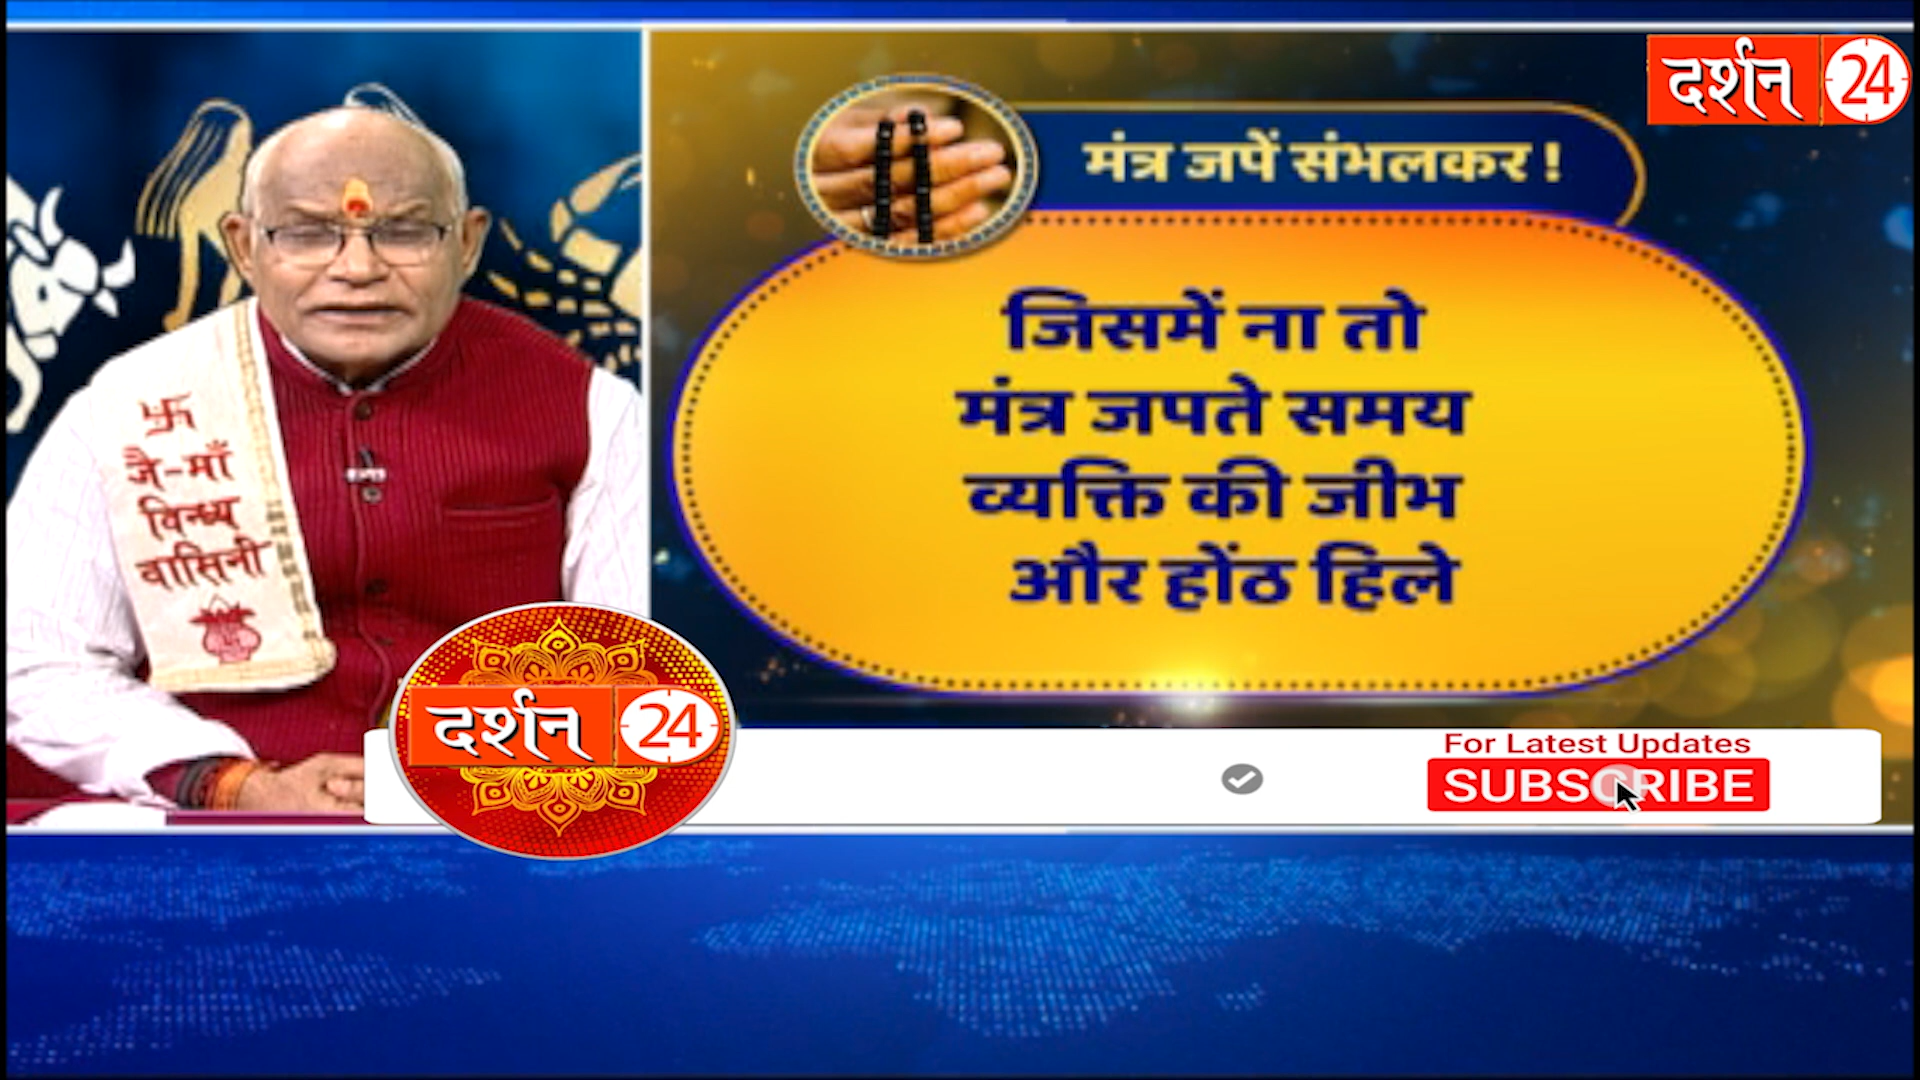 दर्शन 24
मंत्र जपें संभलकर !
जिसमें ना तो
मंत्र जपते समय
व्यक्ति की जीभ
और होंठ हिले
जै-माँ
विन्ध्य
वासिनी
दर्शन 24
For Latest Updates
SUBSCRIBE